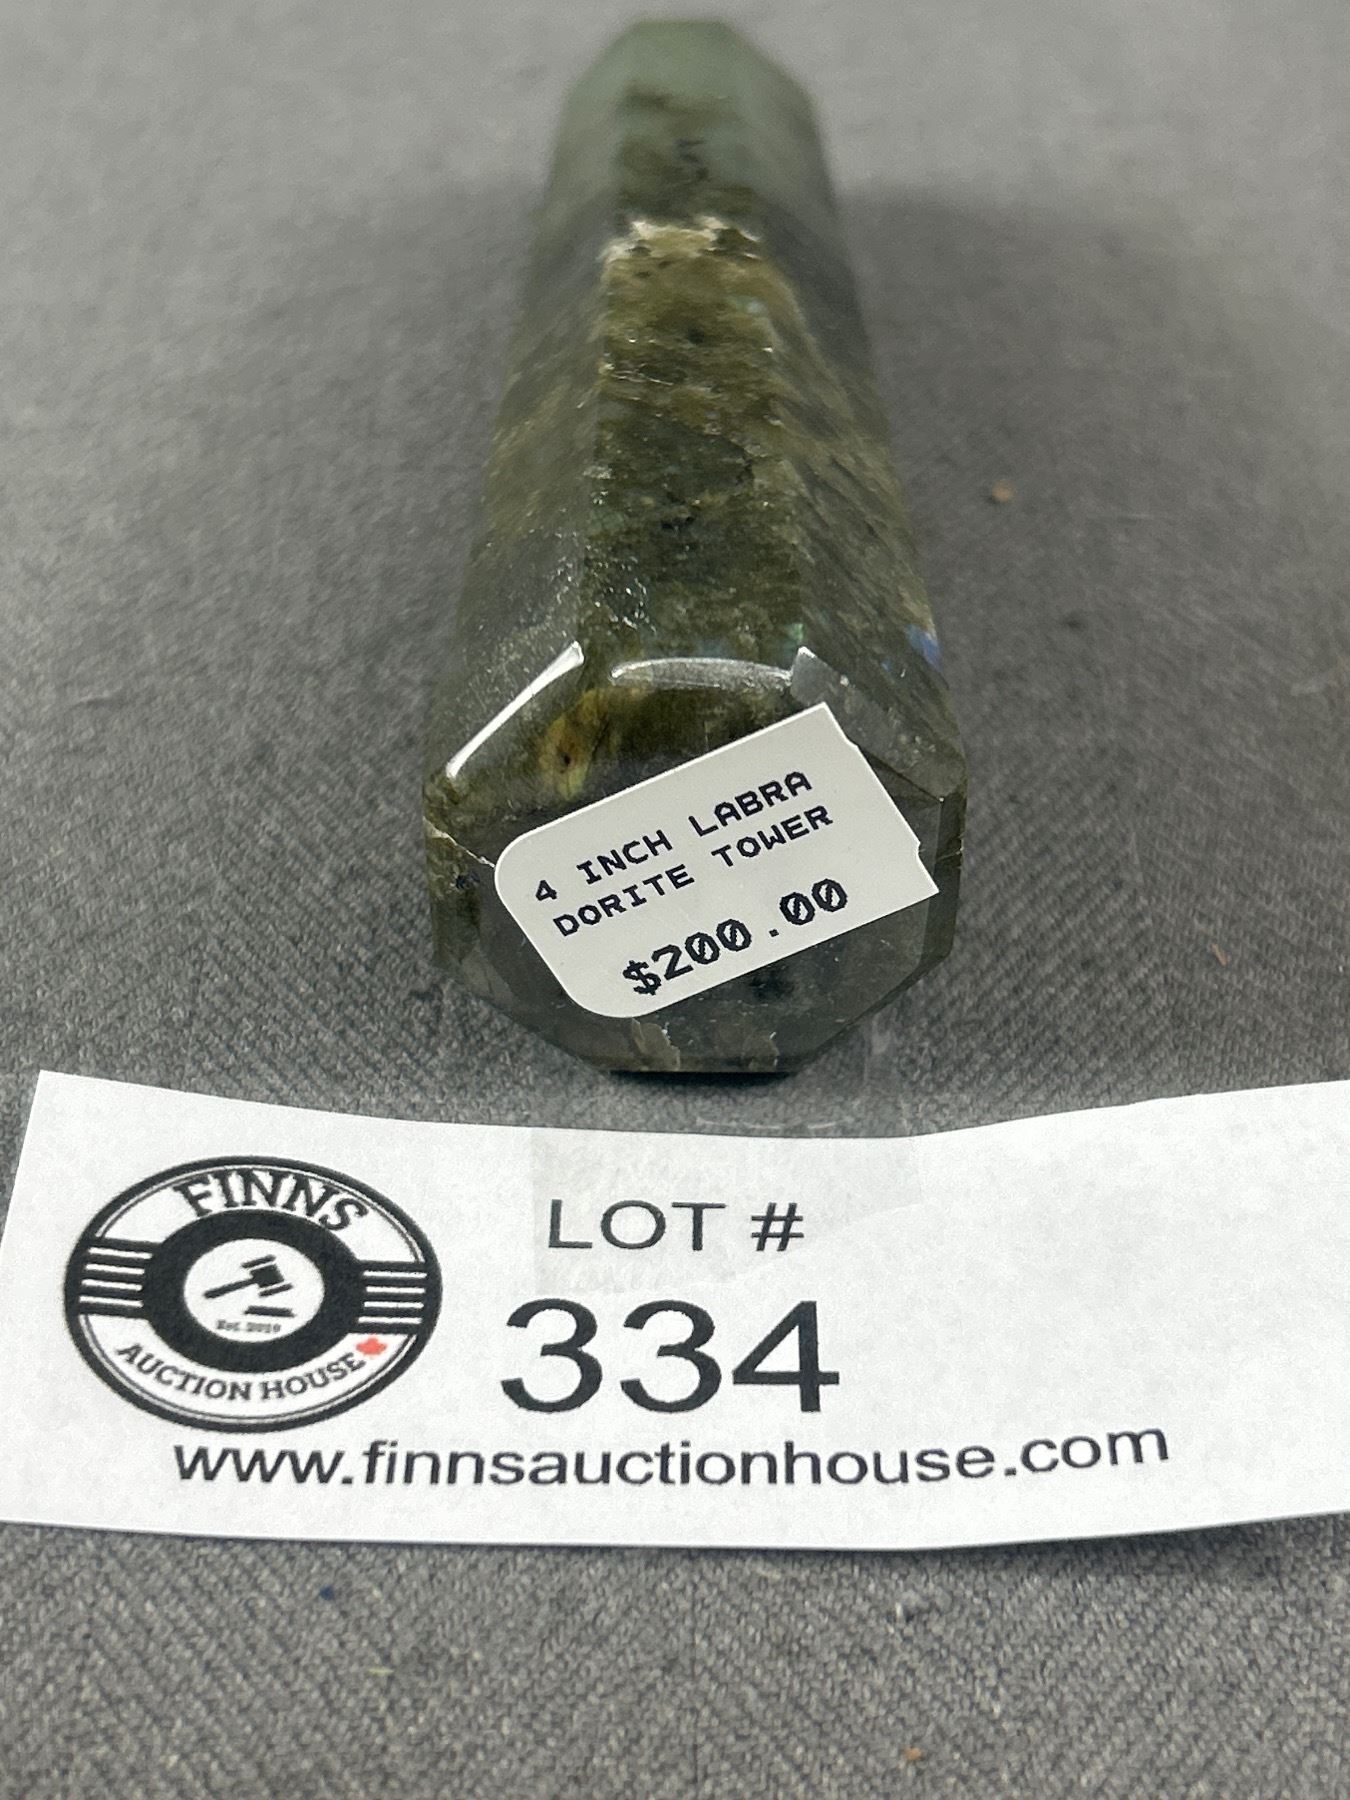 4 INCH LABRA
DORITE TOWER
$200.00
FINNS
Est. 2019
AUCTION HOUSE
LOT #
334
www.finnsauctionhouse.com